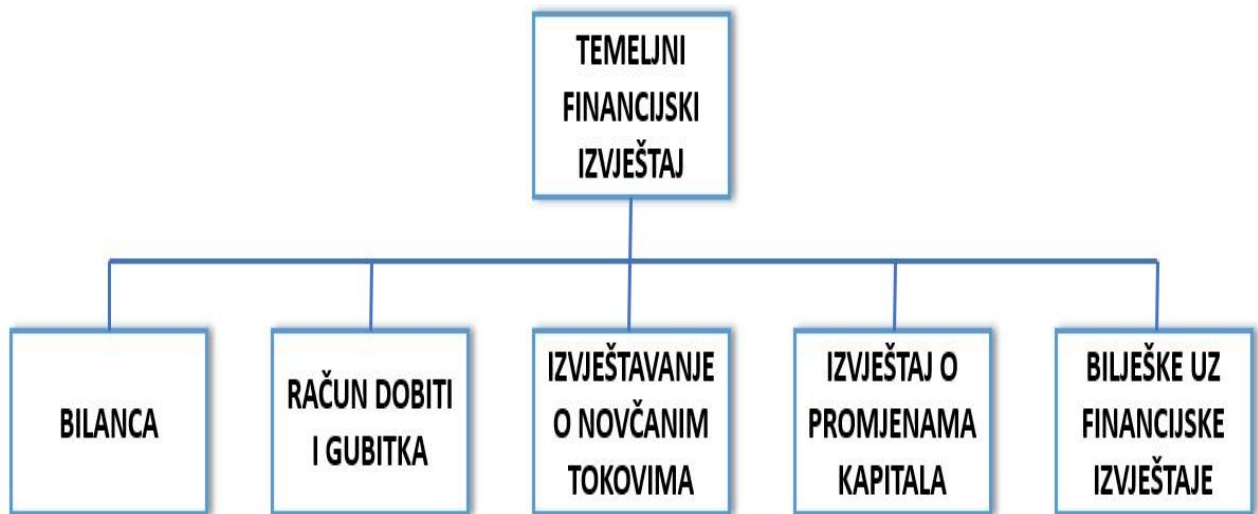 TEMELJNI
FINANCIJSKI
IZVJEŠTAJ
BILANCA
RAČUN DOBITI
I GUBITKA
IZVJEŠTAVANJE
O NOVČANIM
TOKOVIMA
IZVJEŠTAJ O
PROMJENAMA
KAPITALA
BILJEŠKE UZ
FINANCIJSKE
IZVJEŠTAJE